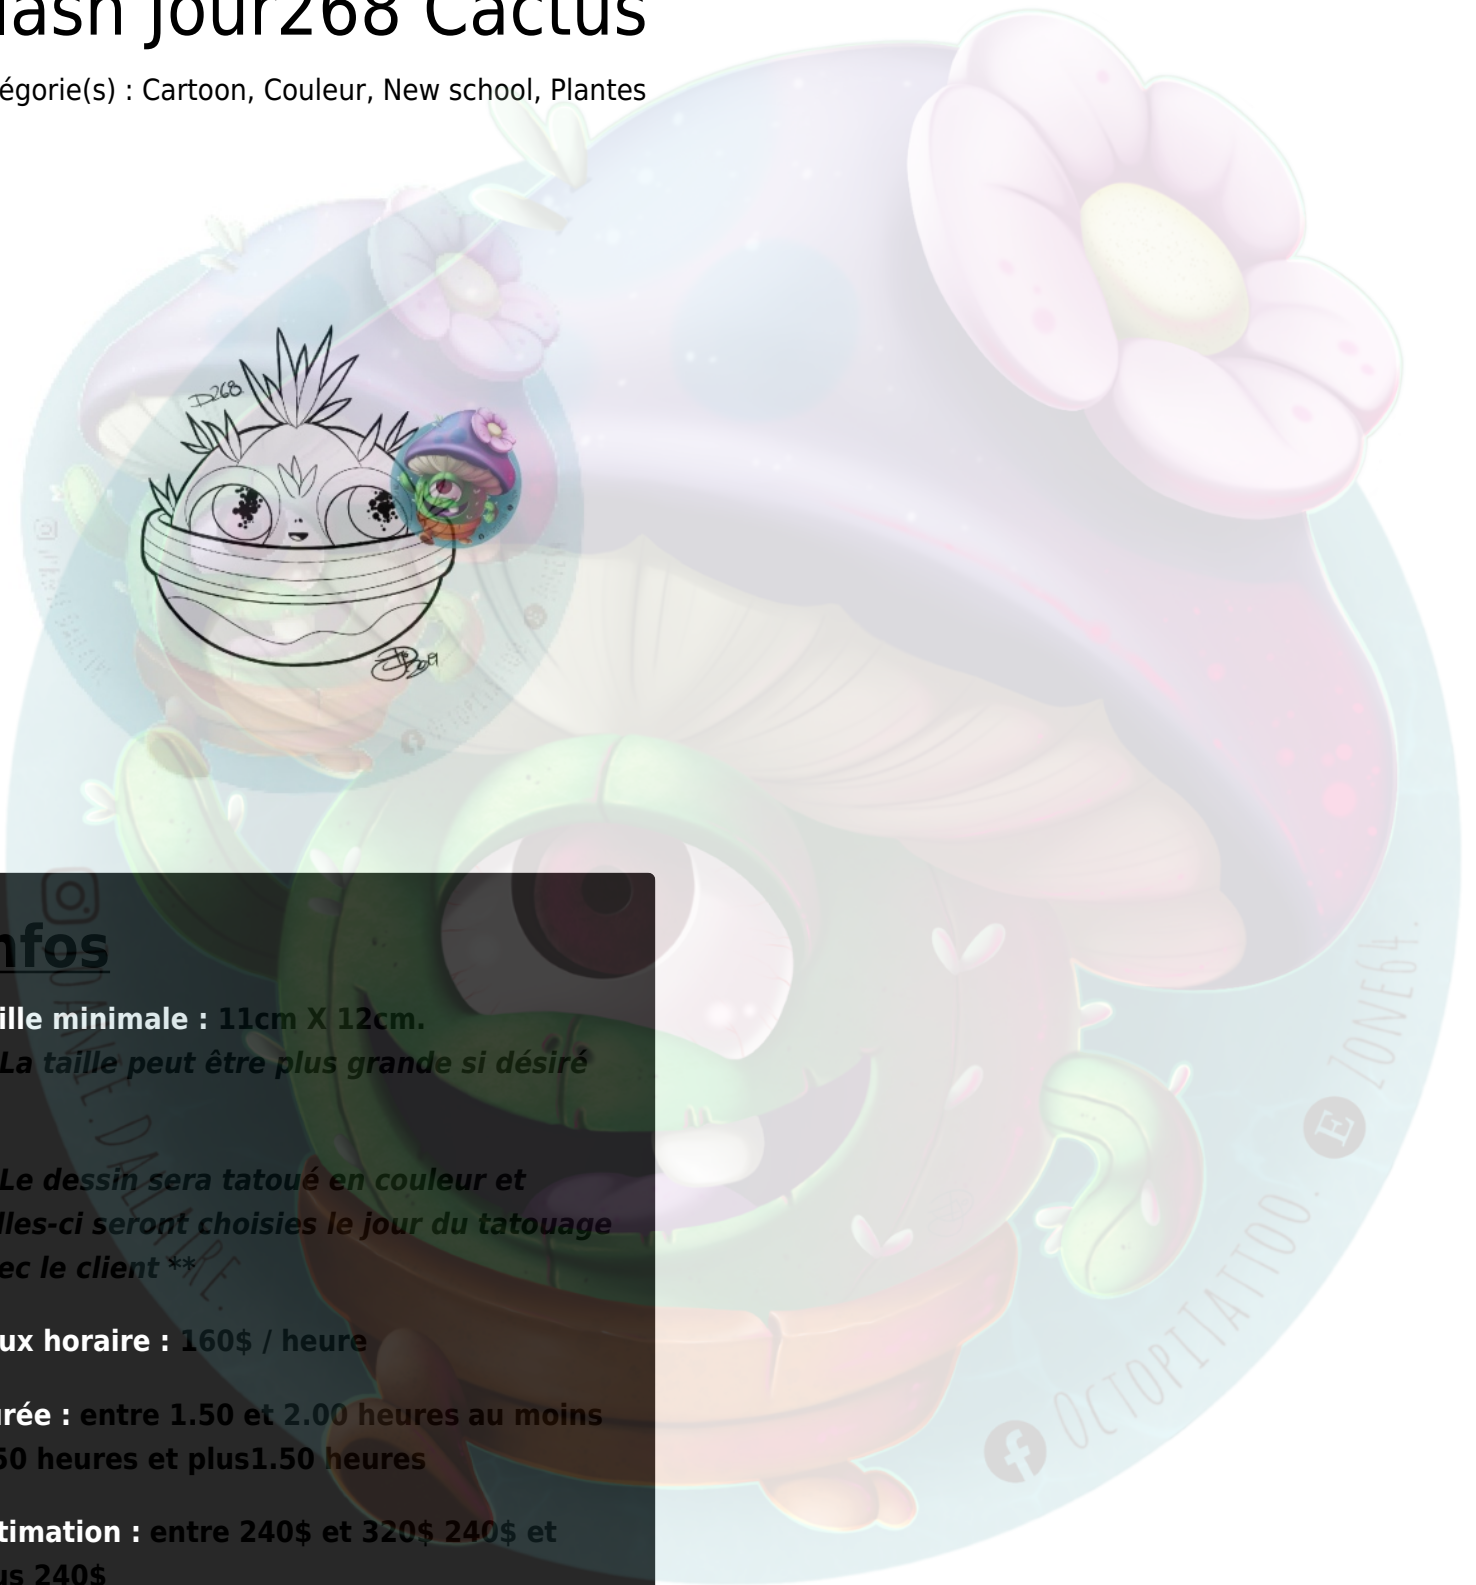 lash Jour268 Cactus
égorie(s) : Cartoon, Couleur, New school, Plantes
D268
nfos
ille minimale : 11cm X 12cm.
La taille peut être plus grande si désiré
Le dessin sera tatoué en couleur et
lles-ci seront choisies le jour du tatouage
ec le client **
ux horaire : 160$ / heure
rée : entre 1.50 et 2.00 heures au moins
50 heures et plus1.50 heures
timation : entre 240$ et 320$ 240$ et
us 240$
DALLAIRE.
OCTOPITATTOO.
E ZONE64.